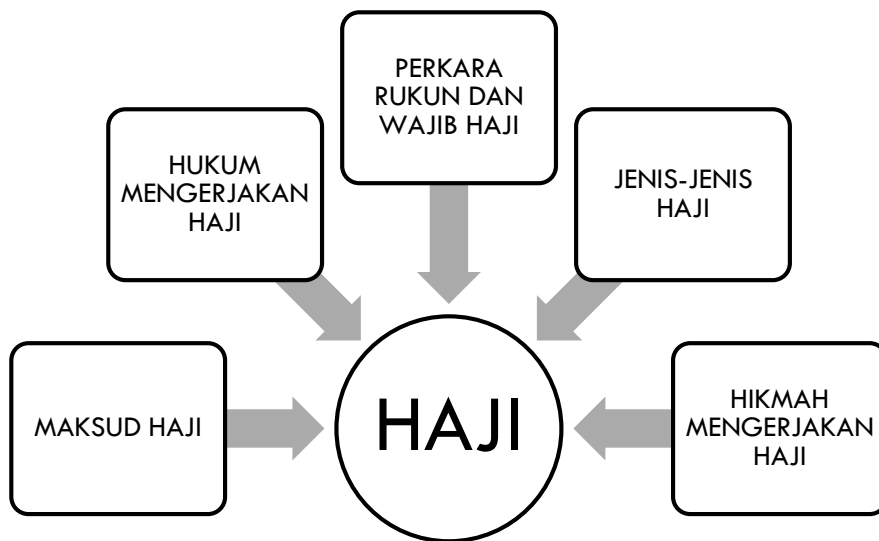 PERKARA
RUKUN DAN
WAJIB HAJI
HUKUM
MENGERJAKAN
HAJI
JENIS-JENIS
HAJI
MAKSUD HAJI
HAJI
HIKMAH
MENGERJAKAN
HAJI